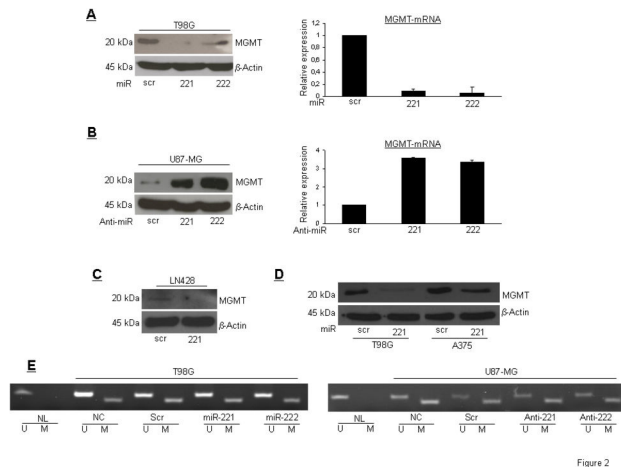 A
T98G
20 kDa
MGMT
45 kDa
β-Actin
miR
scr
221
222
MGMT-mRNA
Relative expression
1,2
1
0,8
0,6
0,4
0,2
0
miR
scr
221
222
B
U87-MG
20 kDa
MGMT
45 kDa
β-Actin
Anti-miR
scr
221
222
MGMT-mRNA
Relative expression
4
3
2
1
0
Anti-miR
scr
221
222
C
LN428
20 kDa
MGMT
45 kDa
β-Actin
scr
221
D
20 kDa
MGMT
45 kDa
β-Actin
miR
scr
221
scr
221
T98G
A375
E
T98G
NL
NC
Scr
miR-221
miR-222
U M U M U M U M U M
U87-MG
NL
NC
Scr
Anti-221
Anti-222
U M U M U M U M U M
Figure 2